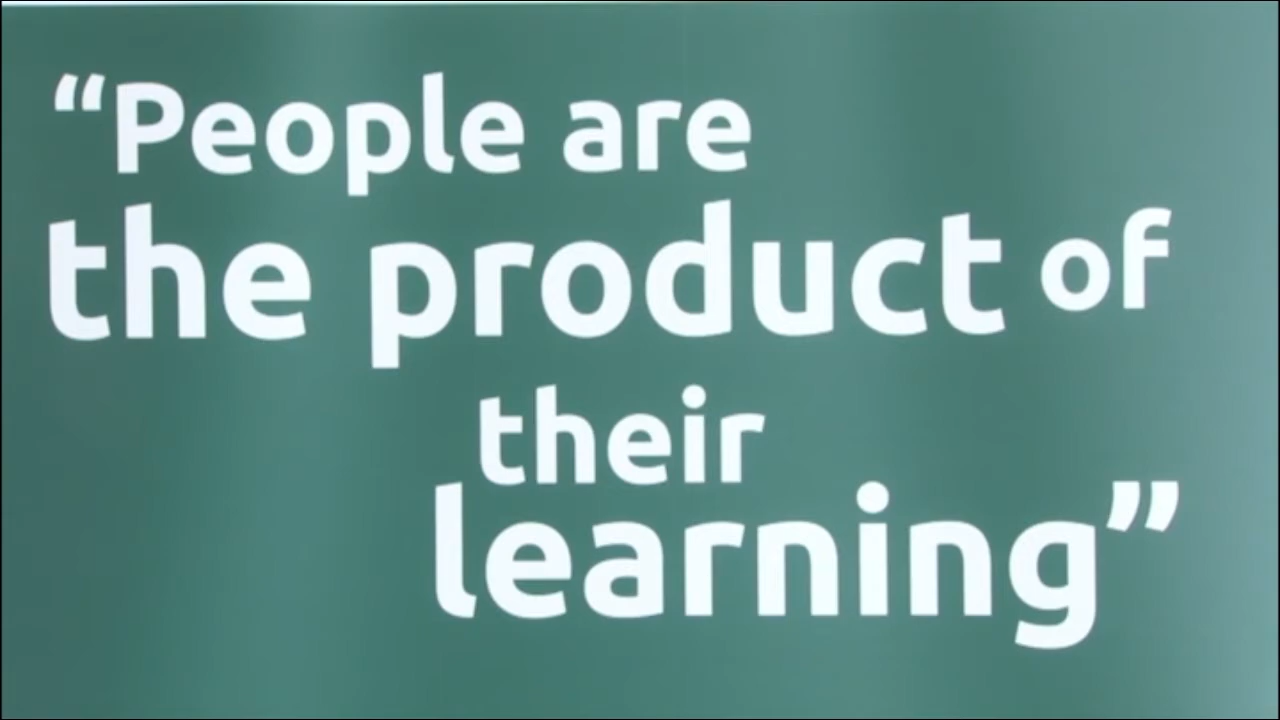 “People are
the product of
their
learning”